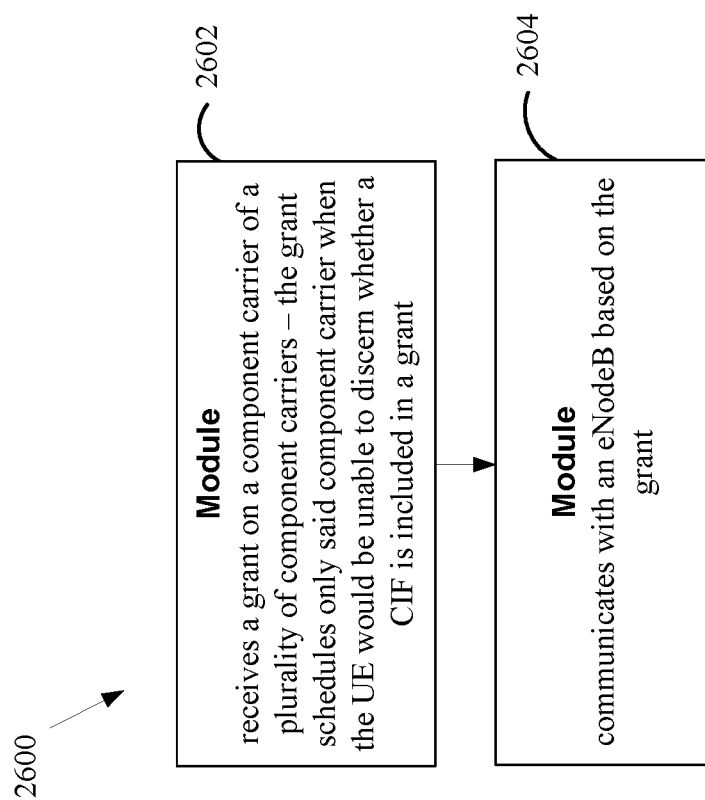 2600
2602
Module
receives a grant on a component carrier of a
plurality of component carriers – the grant
schedules only said component carrier when
the UE would be unable to discern whether a
CIF is included in a grant
2604
Module
communicates with an eNodeB based on the
grant